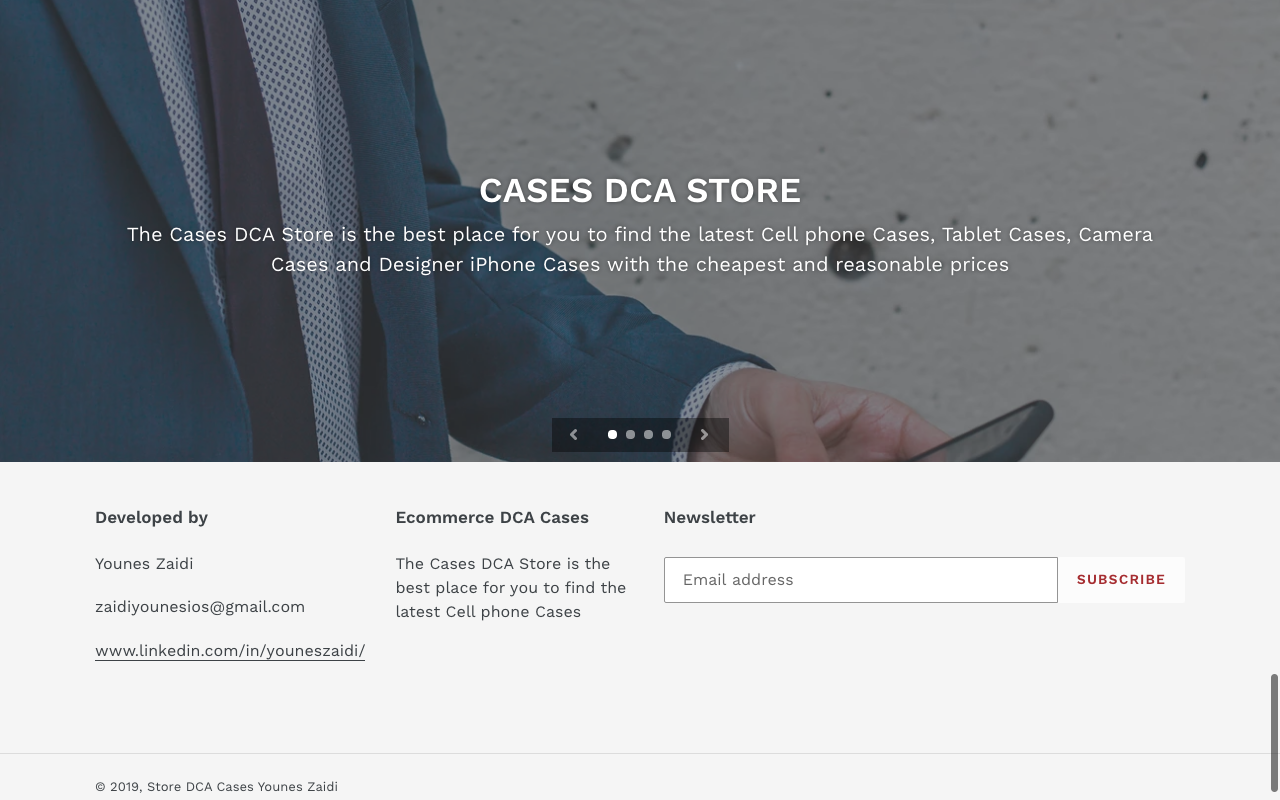 CASES DCA STORE
The Cases DCA Store is the best place for you to find the latest Cell phone Cases, Tablet Cases, Camera
Cases and Designer iPhone Cases with the cheapest and reasonable prices
Developed by
Younes Zaidi
zaidiyounesios@gmail.com
www.linkedin.com/in/youneszaidi/
Ecommerce DCA Cases
The Cases DCA Store is the
best place for you to find the
latest Cell phone Cases
Newsletter
Email address
SUBSCRIBE
© 2019, Store DCA Cases Younes Zaidi